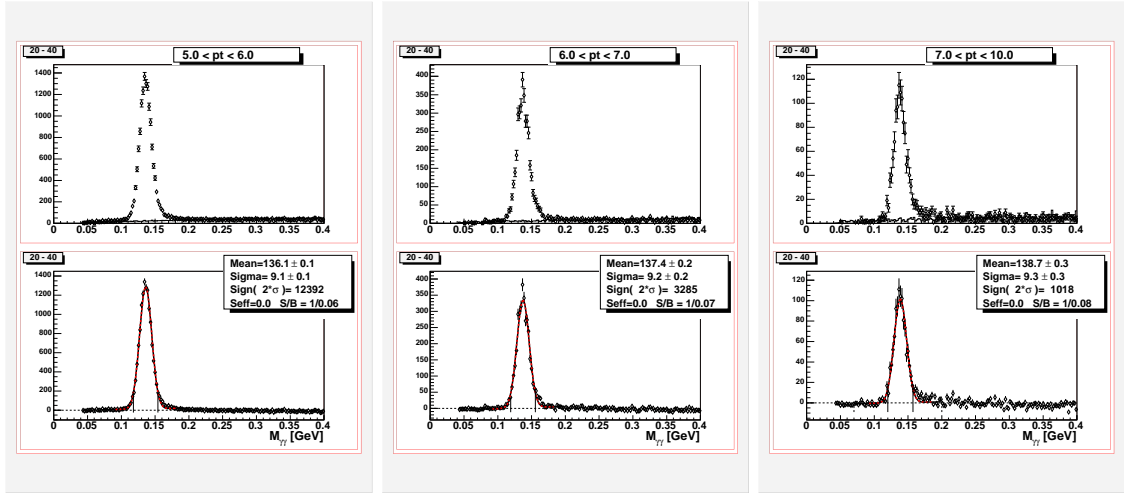 20 - 40
5.0 < pt < 6.0
1400
1200
1000
800
600
400
200
0
0 0.05 0.1 0.15 0.2 0.25 0.3 0.35 0.4
20 - 40
Mean=136.1 ± 0.1
Sigma= 9.1 ± 0.1
Sign( 2*σ )= 12392
Seff=0.0 S/B = 1/0.06
1400
1200
1000
800
600
400
200
0
0 0.05 0.1 0.15 0.2 0.25 0.3 0.35 0.4
Mγγ [GeV]
20 - 40
6.0 < pt < 7.0
400
350
300
250
200
150
100
50
0
0 0.05 0.1 0.15 0.2 0.25 0.3 0.35 0.4
20 - 40
Mean=137.4 ± 0.2
Sigma= 9.2 ± 0.2
Sign( 2*σ )= 3285
Seff=0.0 S/B = 1/0.07
400
350
300
250
200
150
100
50
0
0 0.05 0.1 0.15 0.2 0.25 0.3 0.35 0.4
Mγγ [GeV]
20 - 40
7.0 < pt < 10.0
120
100
80
60
40
20
0
0 0.05 0.1 0.15 0.2 0.25 0.3 0.35 0.4
20 - 40
Mean=138.7 ± 0.3
Sigma= 9.3 ± 0.3
Sign( 2*σ )= 1018
Seff=0.0 S/B = 1/0.08
120
100
80
60
40
20
0
0 0.05 0.1 0.15 0.2 0.25 0.3 0.35 0.4
Mγγ [GeV]